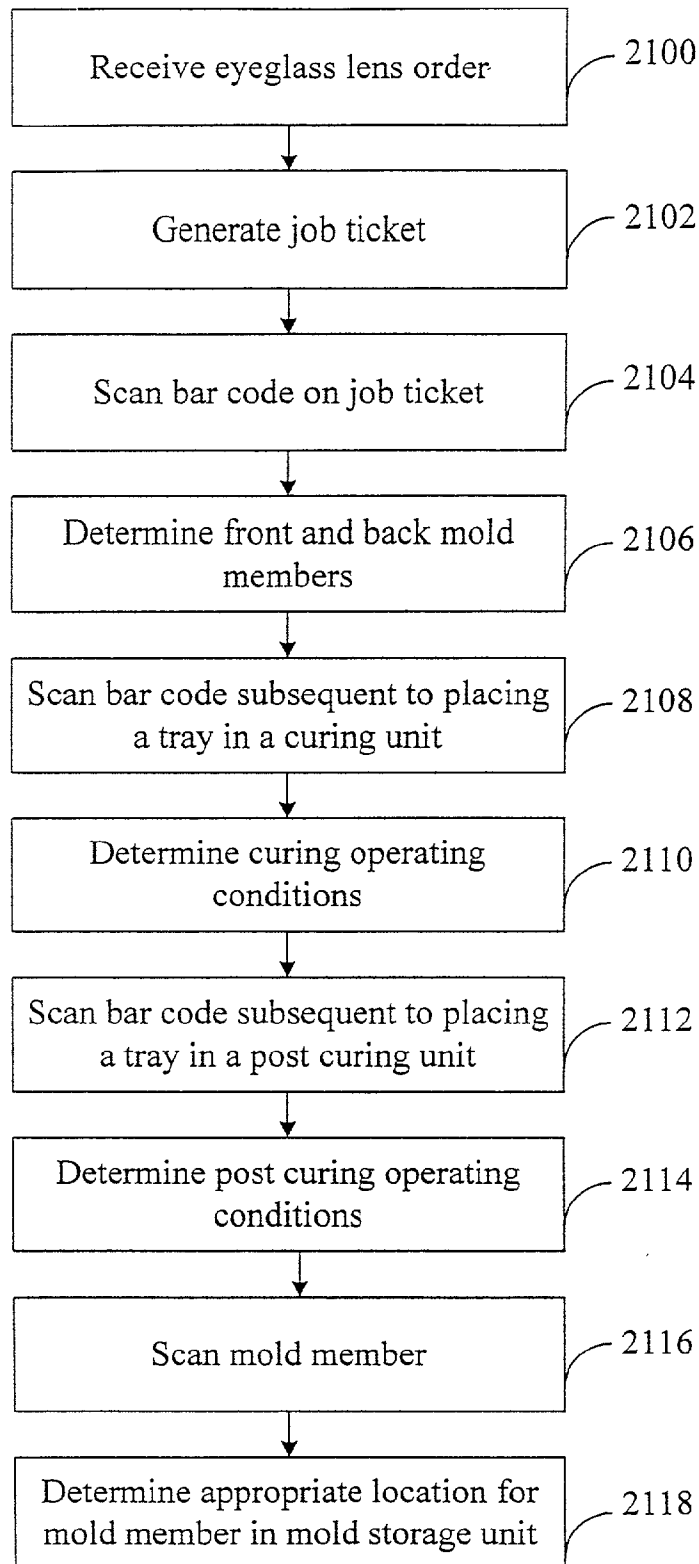 Receive eyeglass lens order
2100
Generate job ticket
2102
Scan bar code on job ticket
2104
Determine front and back mold
members
2106
Scan bar code subsequent to placing
a tray in a curing unit
2108
Determine curing operating
conditions
2110
Scan bar code subsequent to placing
a tray in a post curing unit
2112
Determine post curing operating
conditions
2114
Scan mold member
2116
Determine appropriate location for
mold member in mold storage unit
2118